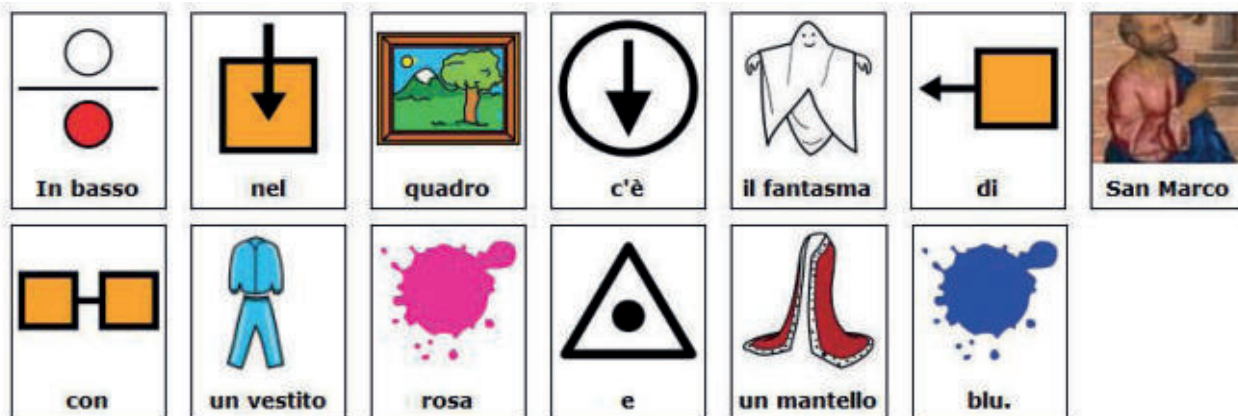 In basso nel quadro c'è il fantasma di San Marco
con un vestito rosa e un mantello blu.